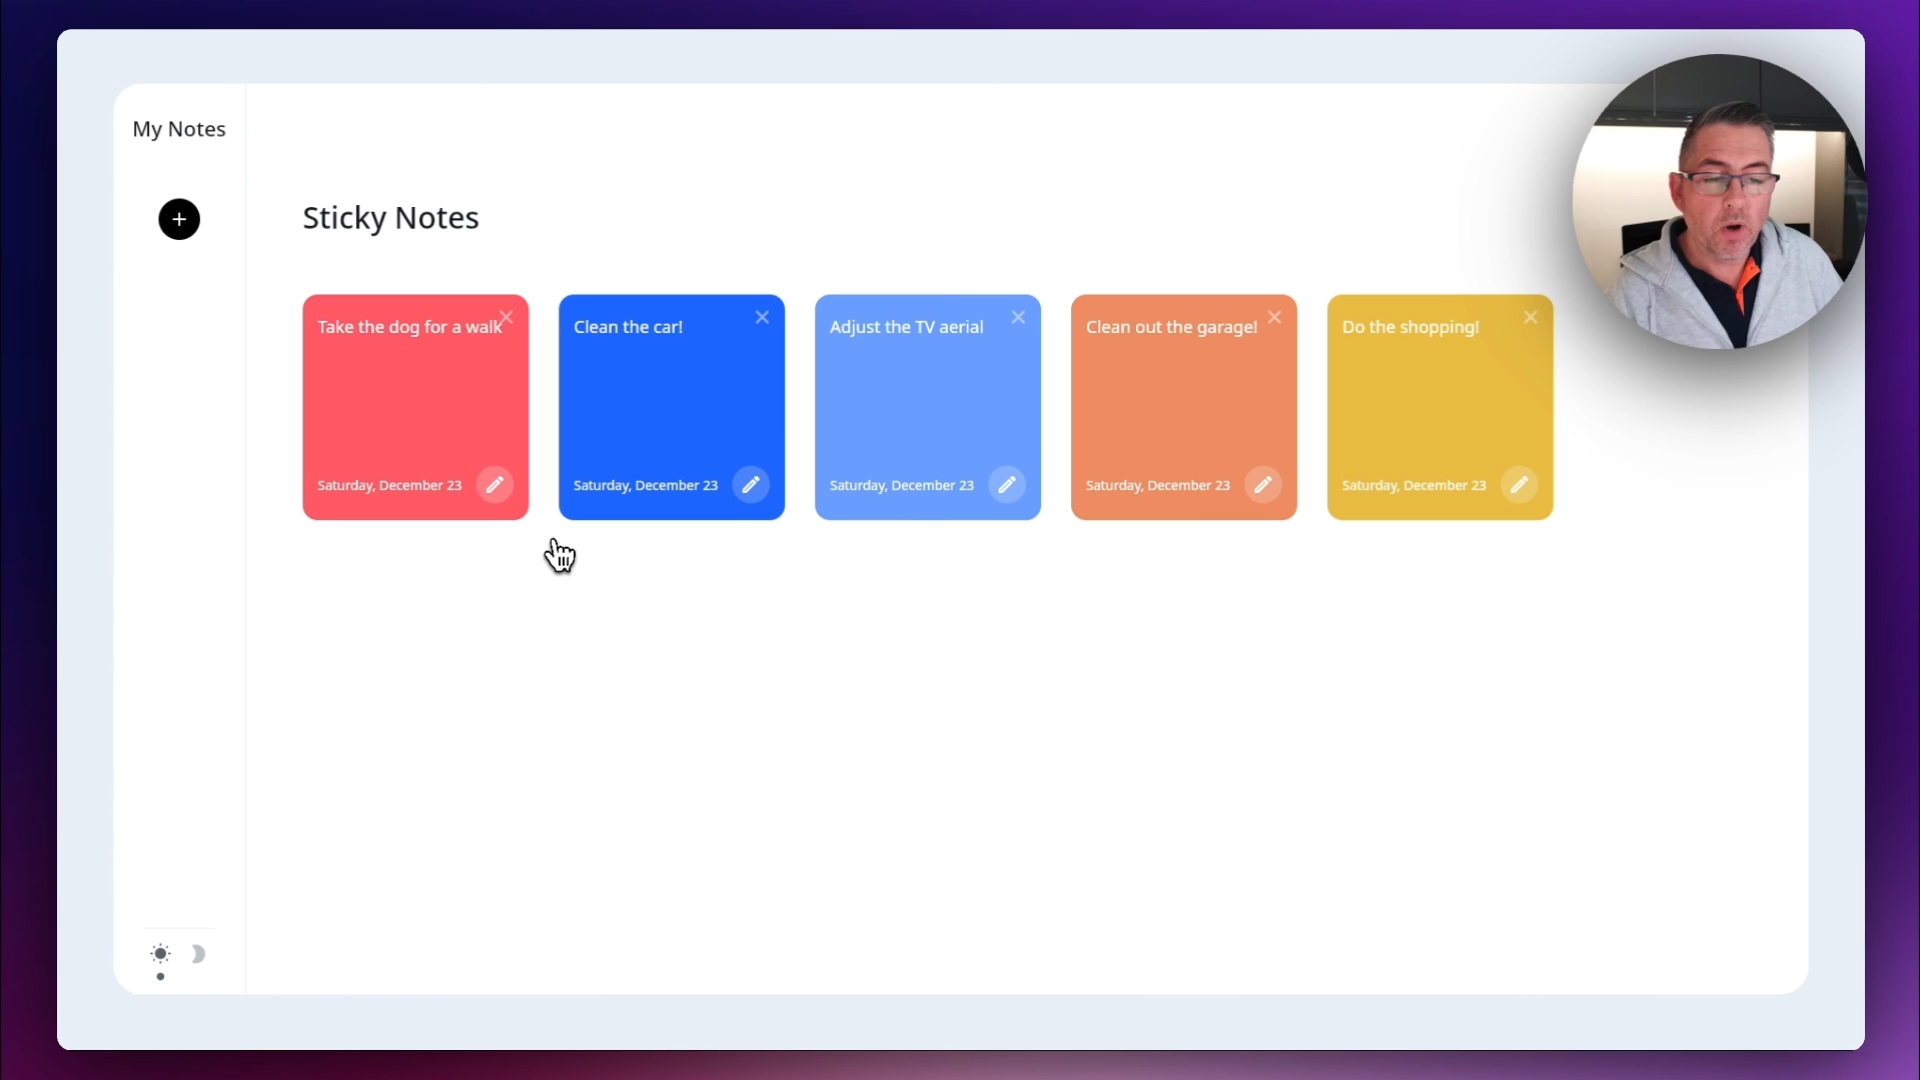 My Notes
Sticky Notes
Take the dog for a walk
Clean the car!
Adjust the TV aerial
Clean out the garage!
Do the shopping!
Saturday, December 23
Saturday, December 23
Saturday, December 23
Saturday, December 23
Saturday, December 23